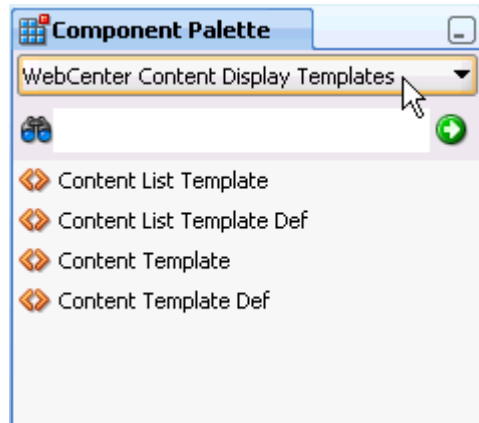 Component Palette
WebCenter Content Display Templates
Content List Template
Content List Template Def
Content Template
Content Template Def